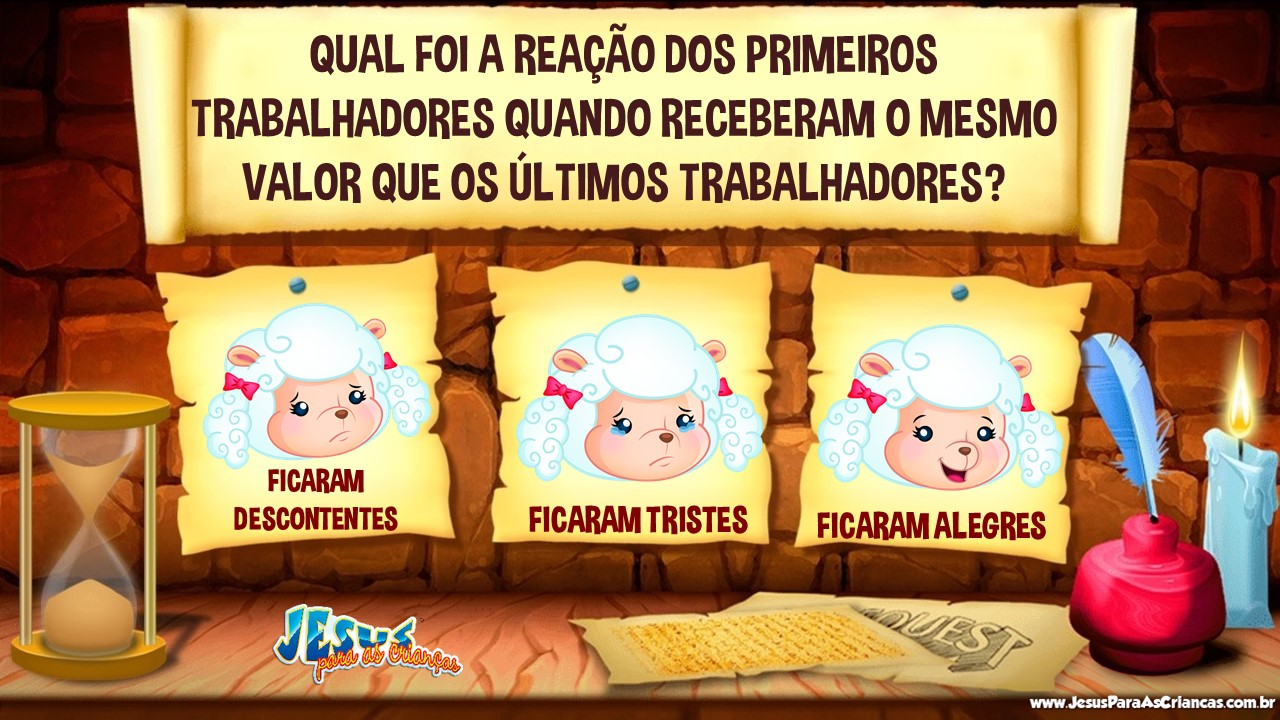 QUAL FOI A REAÇÃO DOS PRIMEIROS
TRABALHADORES QUANDO RECEBERAM O MESMO
VALOR QUE OS ÚLTIMOS TRABALHADORES?
FICARAM
DESCONTENTES
FICARAM TRISTES
FICARAM ALEGRES
JESUS
para as crianças
QUEST
www.JesusParaAsCriancas.com.br